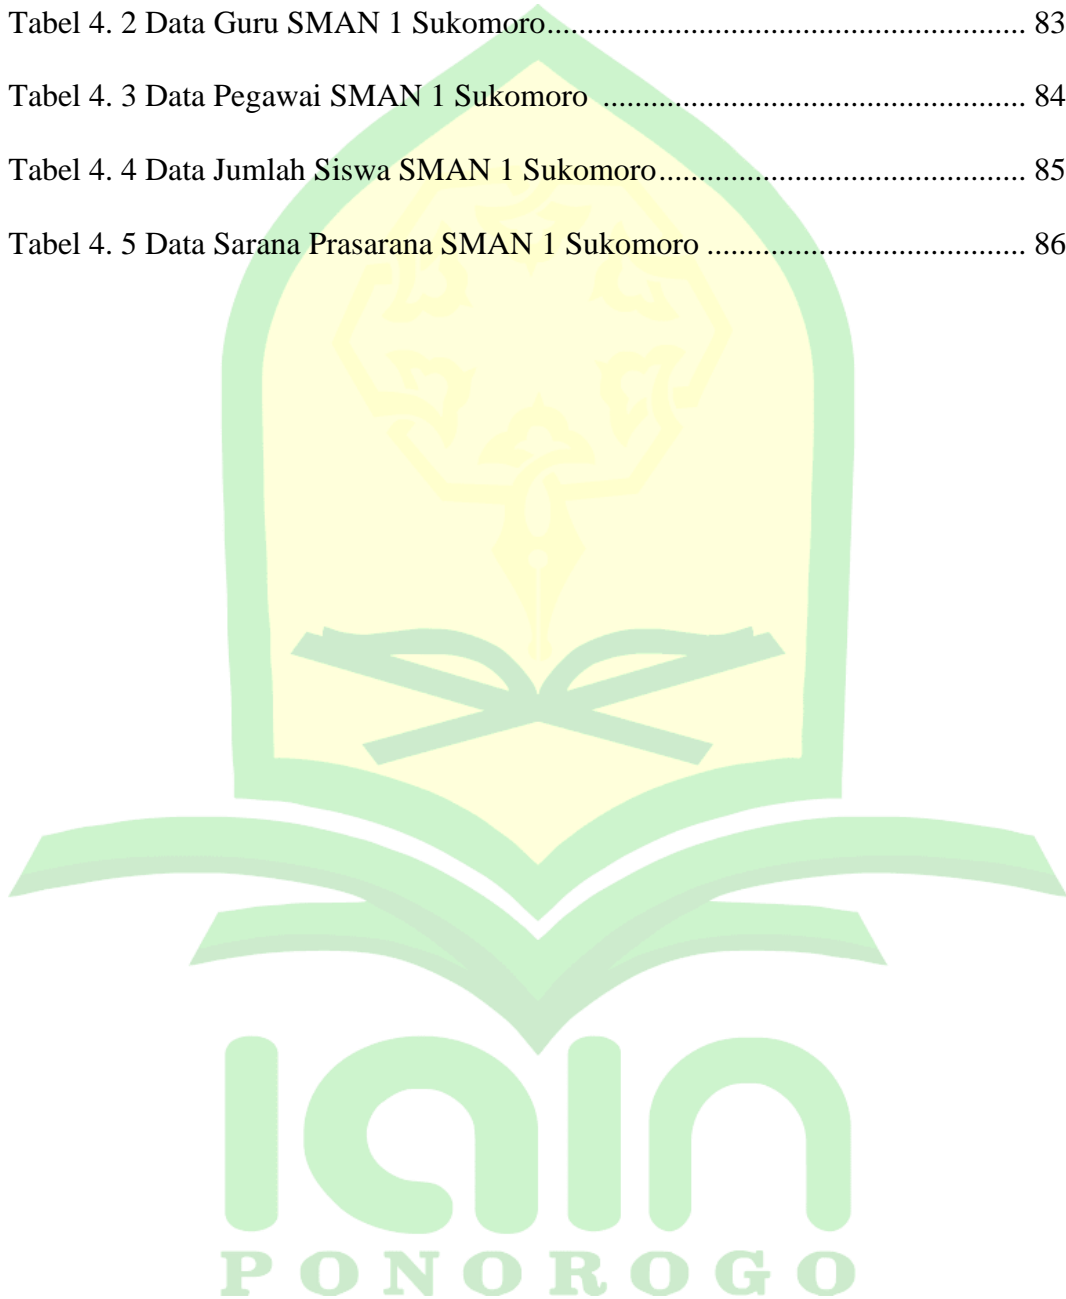 Tabel 4. 2 Data Guru SMAN 1 Sukomoro............................................................ 83
Tabel 4. 3 Data Pegawai SMAN 1 Sukomoro ..................................................... 84
Tabel 4. 4 Data Jumlah Siswa SMAN 1 Sukomoro.............................................. 85
Tabel 4. 5 Data Sarana Prasarana SMAN 1 Sukomoro ........................................ 86
iain
PONOROGO